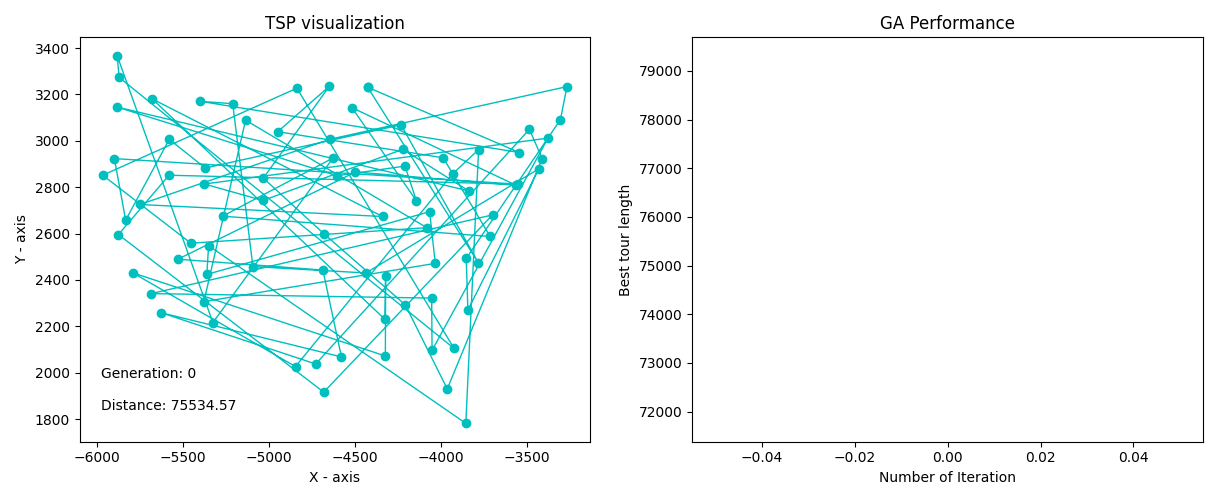 TSP visualization
3400
3200
3000
2800
2600
2400
2200
2000
1800
Y - axis
Generation: 0
Distance: 75534.57
−6000 −5500 −5000 −4500 −4000 −3500
X - axis
GA Performance
79000
78000
77000
76000
75000
74000
73000
72000
Best tour length
−0.04 −0.02 0.00 0.02 0.04
Number of Iteration